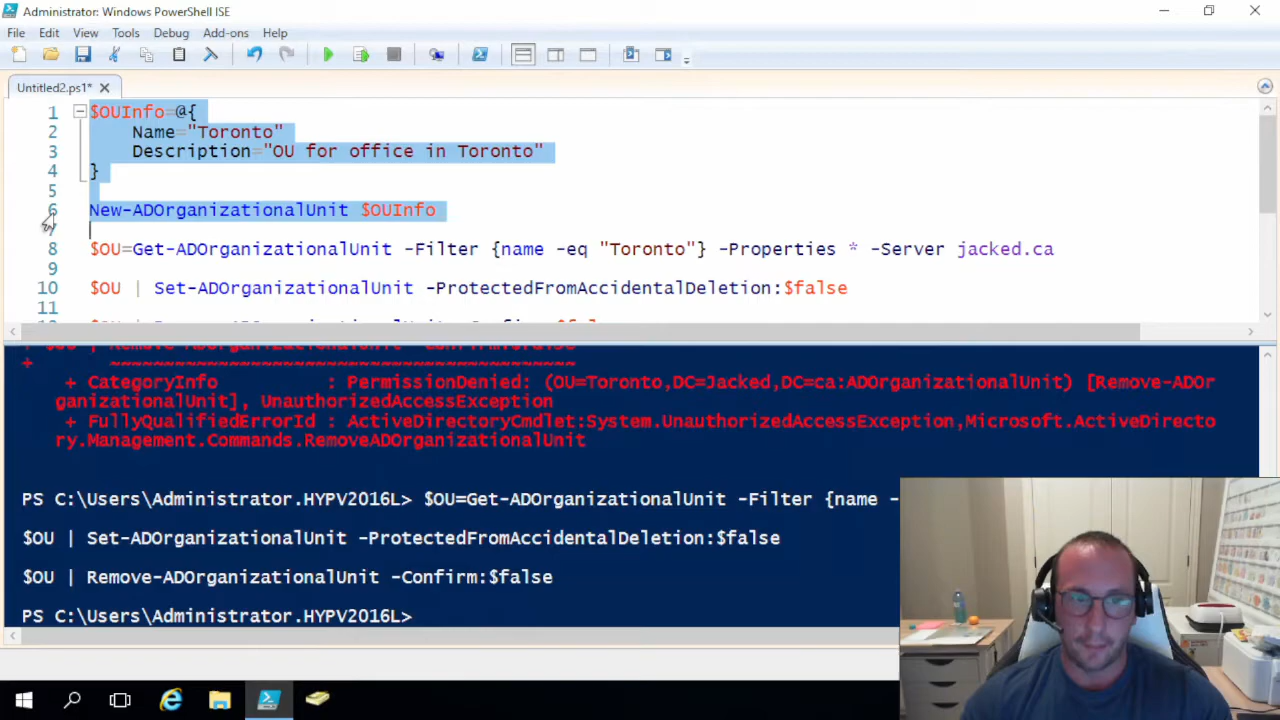 Administrator: Windows PowerShell ISE
File Edit View Tools Debug Add-ons Help
Untitled2.ps1* X
1 $OUInfo=@{
2 Name="Toronto"
3 Description="OU for office in Toronto"
4 }
5
6 New-ADOrganizationalUnit $OUInfo
7
8 $OU=Get-ADOrganizationalUnit -Filter {name -eq "Toronto"} -Properties * -Server jacked.ca
9
10 $OU | Set-ADOrganizationalUnit -ProtectedFromAccidentalDeletion:$false
11
+ ~~~~~~~~~~~~~~~~~~~~~~~~~~~~~~~~~~~~~~~~~~~~
+ CategoryInfo : PermissionDenied: (OU=Toronto,DC=Jacked,DC=ca:ADOrganizationalUnit) [Remove-ADOr
ganizationalUnit], UnauthorizedAccessException
+ FullyQualifiedErrorId : ActiveDirectoryCmdlet:System.UnauthorizedAccessException,Microsoft.ActiveDirecto
ry.Management.Commands.RemoveADOrganizationalUnit
PS C:\Users\Administrator.HYPV2016L> $OU=Get-ADOrganizationalUnit -Filter {name -
$OU | Set-ADOrganizationalUnit -ProtectedFromAccidentalDeletion:$false
$OU | Remove-ADOrganizationalUnit -Confirm:$false
PS C:\Users\Administrator.HYPV2016L>